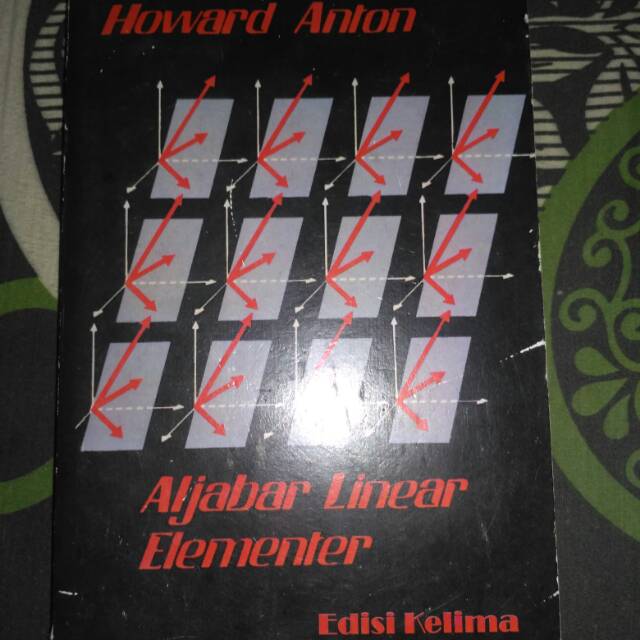 Howard Anton
Aljabar Linear
Elementer
Edisi Kelima